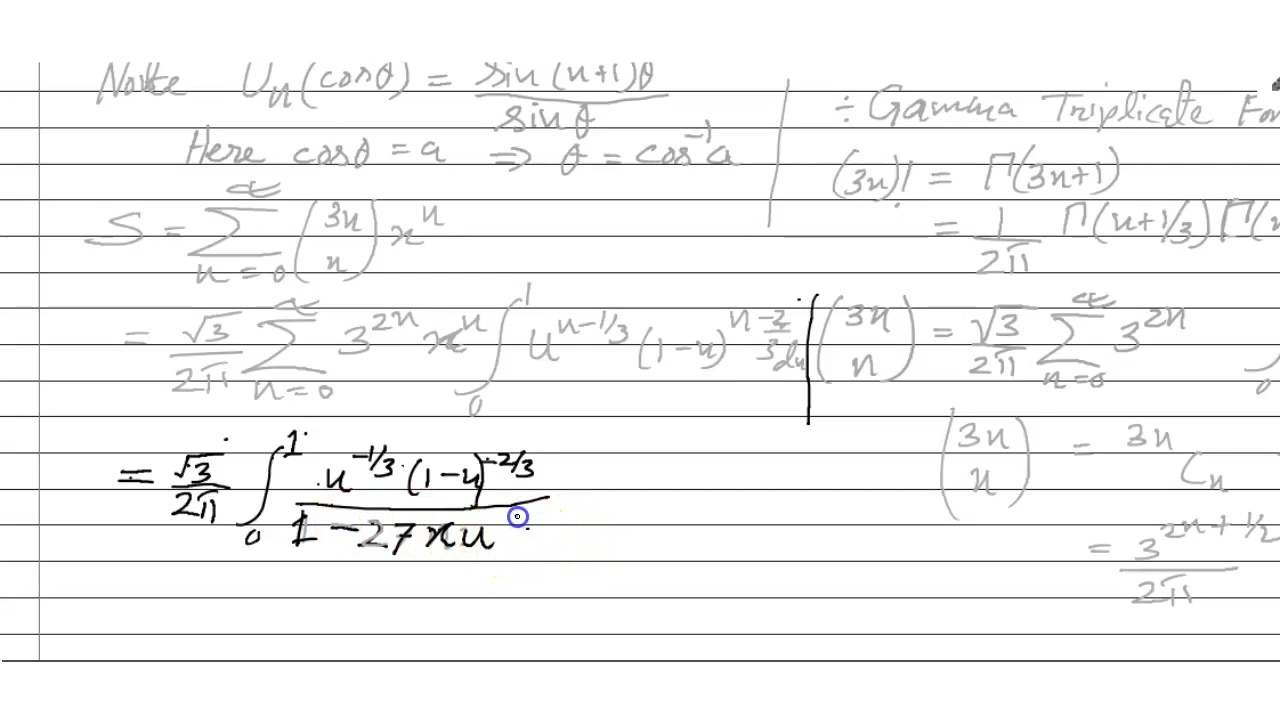 Note U_n(cosθ) = sin(n+1)θ / sinθ
Here cosθ = a ⇒ θ = cos⁻¹a
S = ∑_{n=0}^{∞} (3n n) x^n
= √3/2π ∑_{n=0}^{∞} 3^{2n} x^n ∫_0^1 u^{n-1/3} (1-u)^{n-2/3} du
= √3/2π ∫_0^1 u^{-1/3} · (1-u)^{-2/3} / 1-27xu
÷ Gamma Triplicate For
(3n)! = Γ(3n+1)
= 1/2π Γ(n+1/3) Γ(n
(3n n) = √3/2π ∑_{n=0}^{∞} 3^{2n} ∫_0
(3n n) = 3n C_n
= 3^{2n+1/2} / 2π